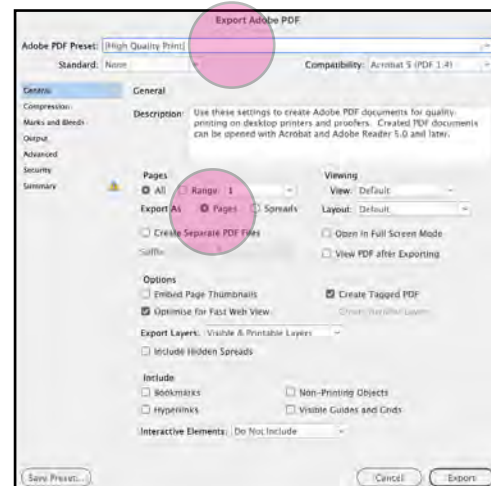 Export Adobe PDF
Adobe PDF Preset: [High Quality Print]
Standard: None Compatibility: Acrobat 5 (PDF 1.4)
General
Compression
Marks and Bleeds
Output
Advanced
Security
Summary
General
Description: Use these settings to create Adobe PDF documents for quality
printing on desktop printers and proofers. Created PDF documents
can be opened with Acrobat and Adobe Reader 5.0 and later.
Pages
All Range: 1
Export As Pages Spreads
Create Separate PDF Files
Suffix:
Viewing
View: Default
Layout: Default
Open in Full Screen Mode
View PDF after Exporting
Options
Embed Page Thumbnails
Optimise for Fast Web View
Create Tagged PDF
Create Acrobat Layers
Export Layers: Visible & Printable Layers
Include Hidden Spreads
Include
Bookmarks
Hyperlinks
Non-Printing Objects
Visible Guides and Grids
Interactive Elements: Do Not Include
Save Preset...
Cancel
Export